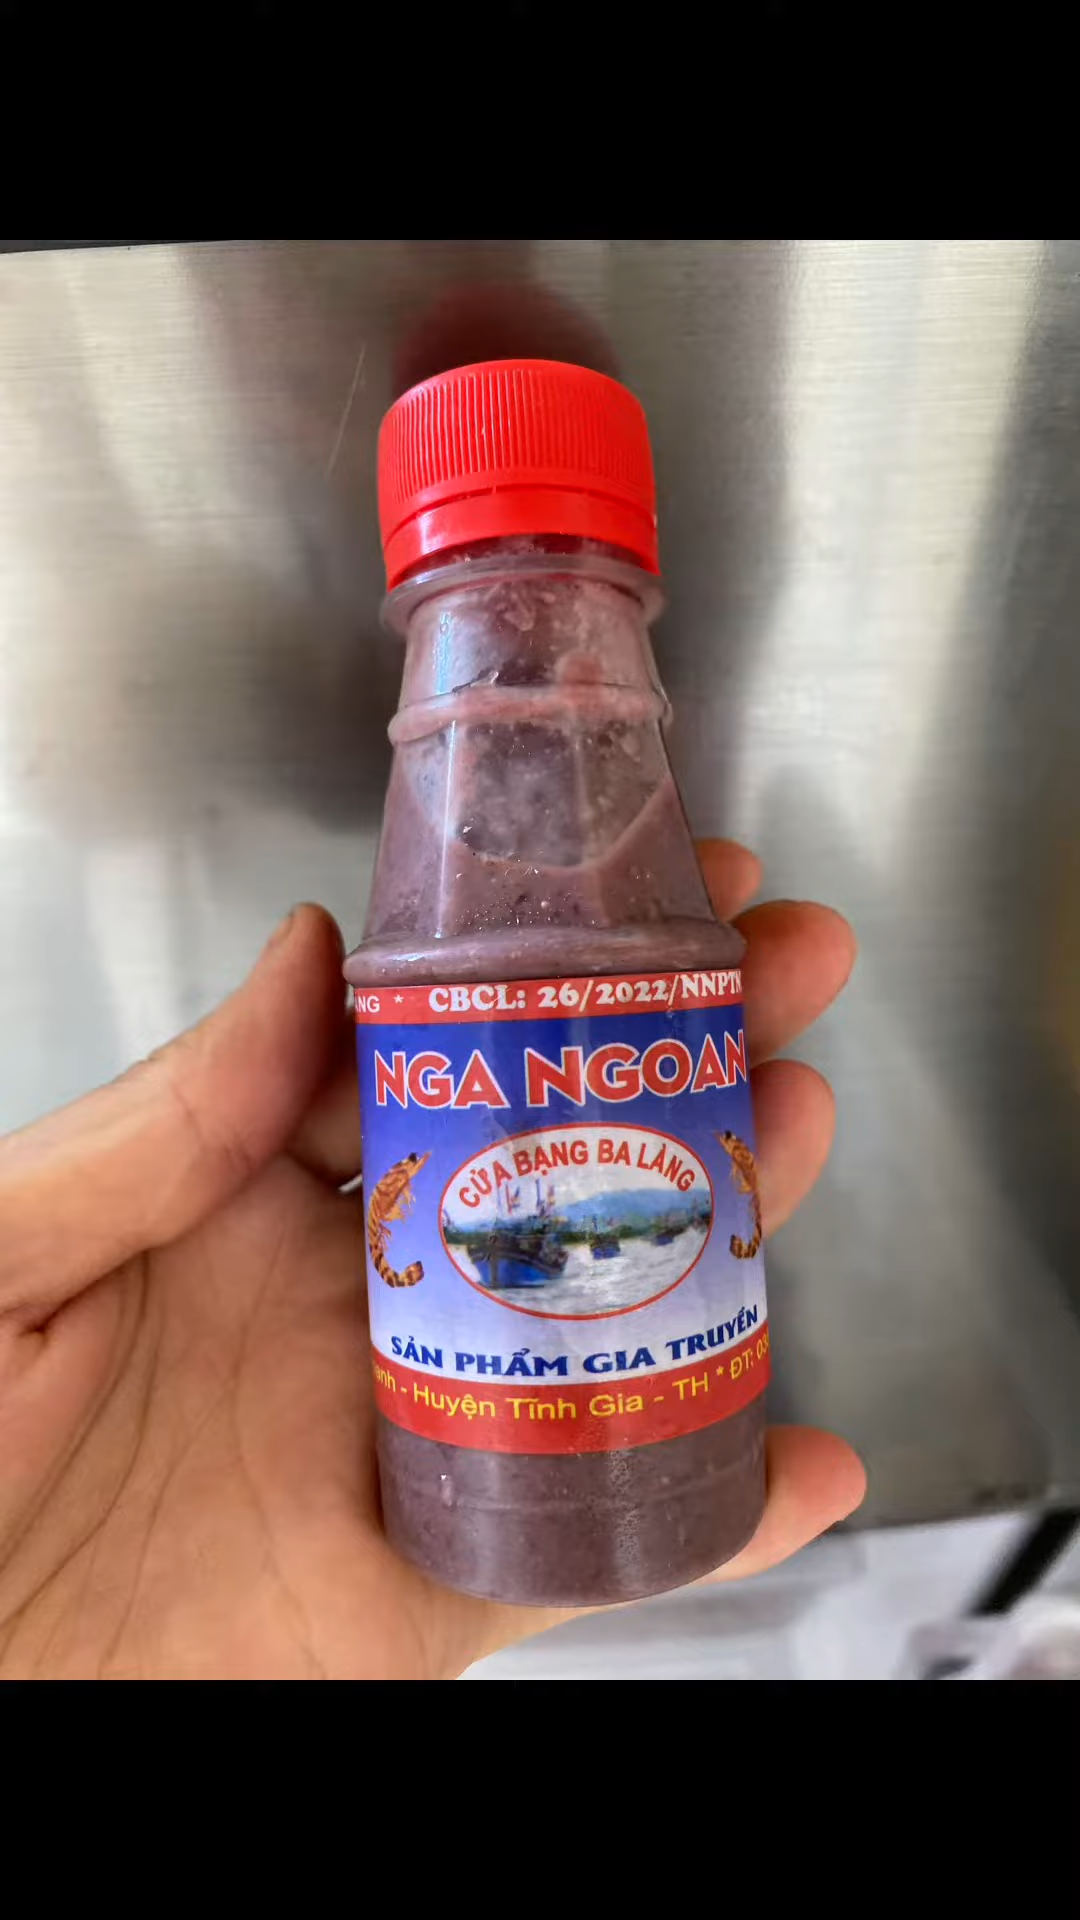 * CBCL: 26/2022/NNPTN
NGA NGOAN
CỬA BẠNG BA LÀNG
SẢN PHẨM GIA TRUYỀN
- Huyện Tĩnh Gia - TH * ĐT: